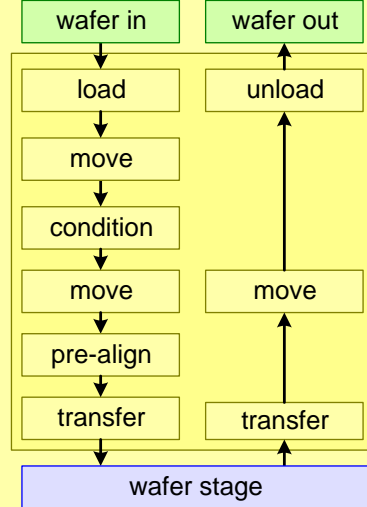 wafer in
wafer out
load
unload
move
condition
move
move
pre-align
transfer
transfer
wafer stage